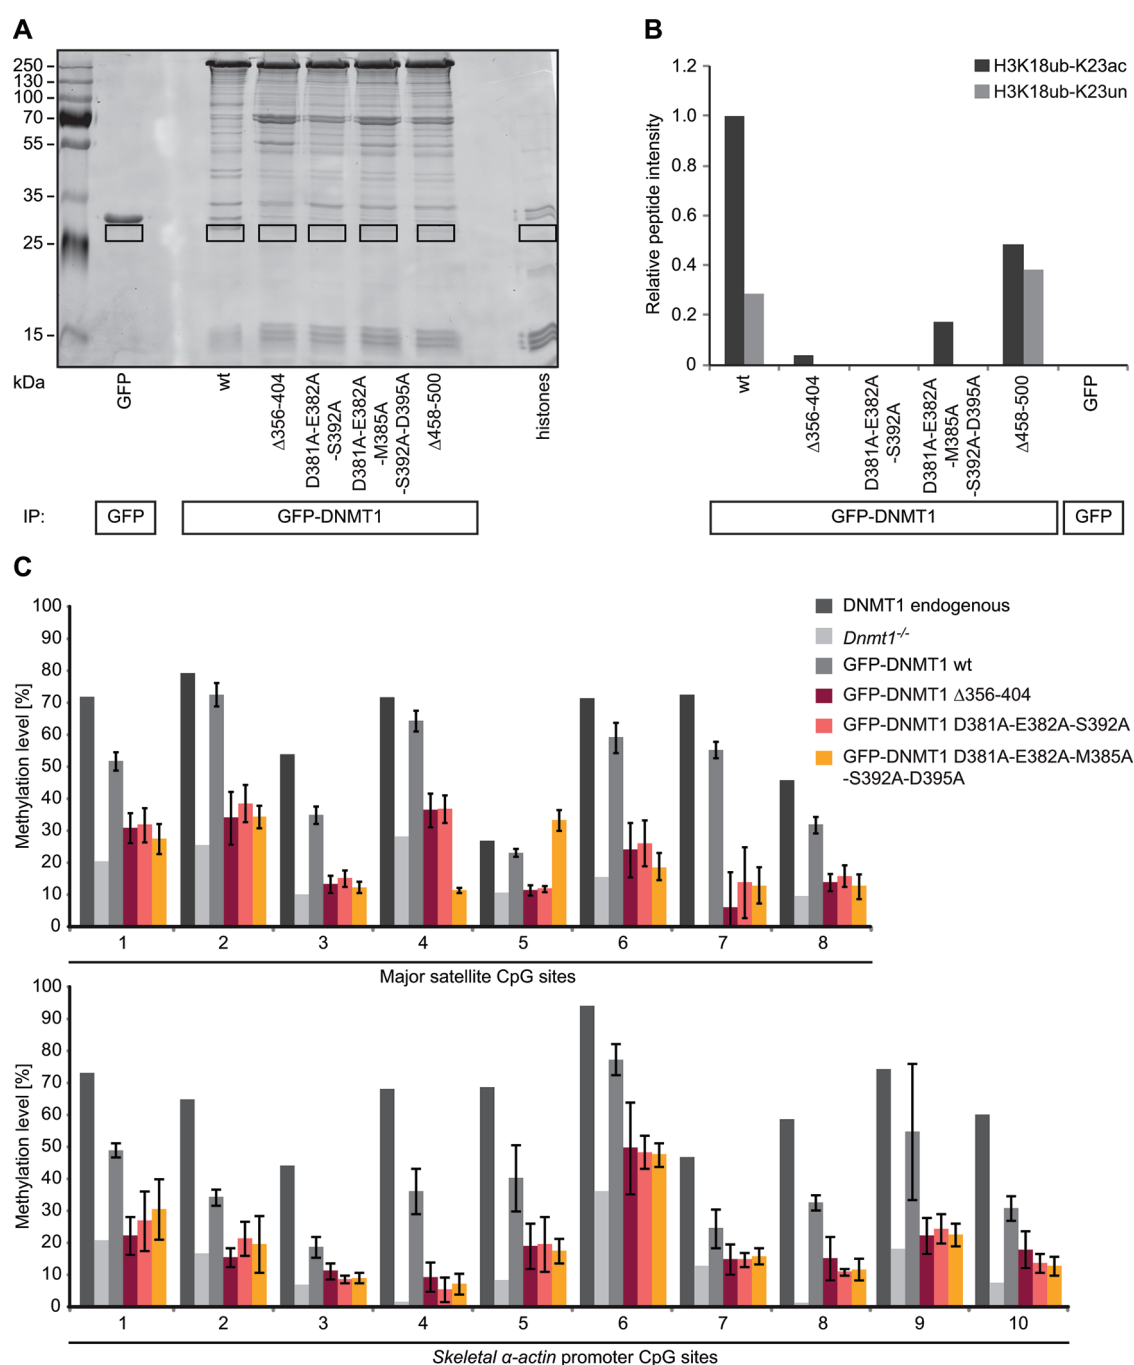 A
250
130
100
70
55
35
25
15
kDa
GFP
wt
Δ356-404
D381A-E382A
-S392A
D381A-E382A
-M385A
-S392A-D395A
Δ458-500
histones
IP:
GFP
GFP-DNMT1
B
Relative peptide intensity
1.2
1.0
0.8
0.6
0.4
0.2
0
H3K18ub-K23ac
H3K18ub-K23un
wt
Δ356-404
D381A-E382A
-S392A
D381A-E382A
-M385A
-S392A-D395A
Δ458-500
GFP
GFP-DNMT1
GFP
C
Methylation level [%]
100
90
80
70
60
50
40
30
20
10
0
1 2 3 4 5 6 7 8
Major satellite CpG sites
DNMT1 endogenous
Dnmt1-/-
GFP-DNMT1 wt
GFP-DNMT1 Δ356-404
GFP-DNMT1 D381A-E382A-S392A
GFP-DNMT1 D381A-E382A-M385A
-S392A-D395A
Methylation level [%]
100
90
80
70
60
50
40
30
20
10
0
1 2 3 4 5 6 7 8 9 10
Skeletal α-actin promoter CpG sites